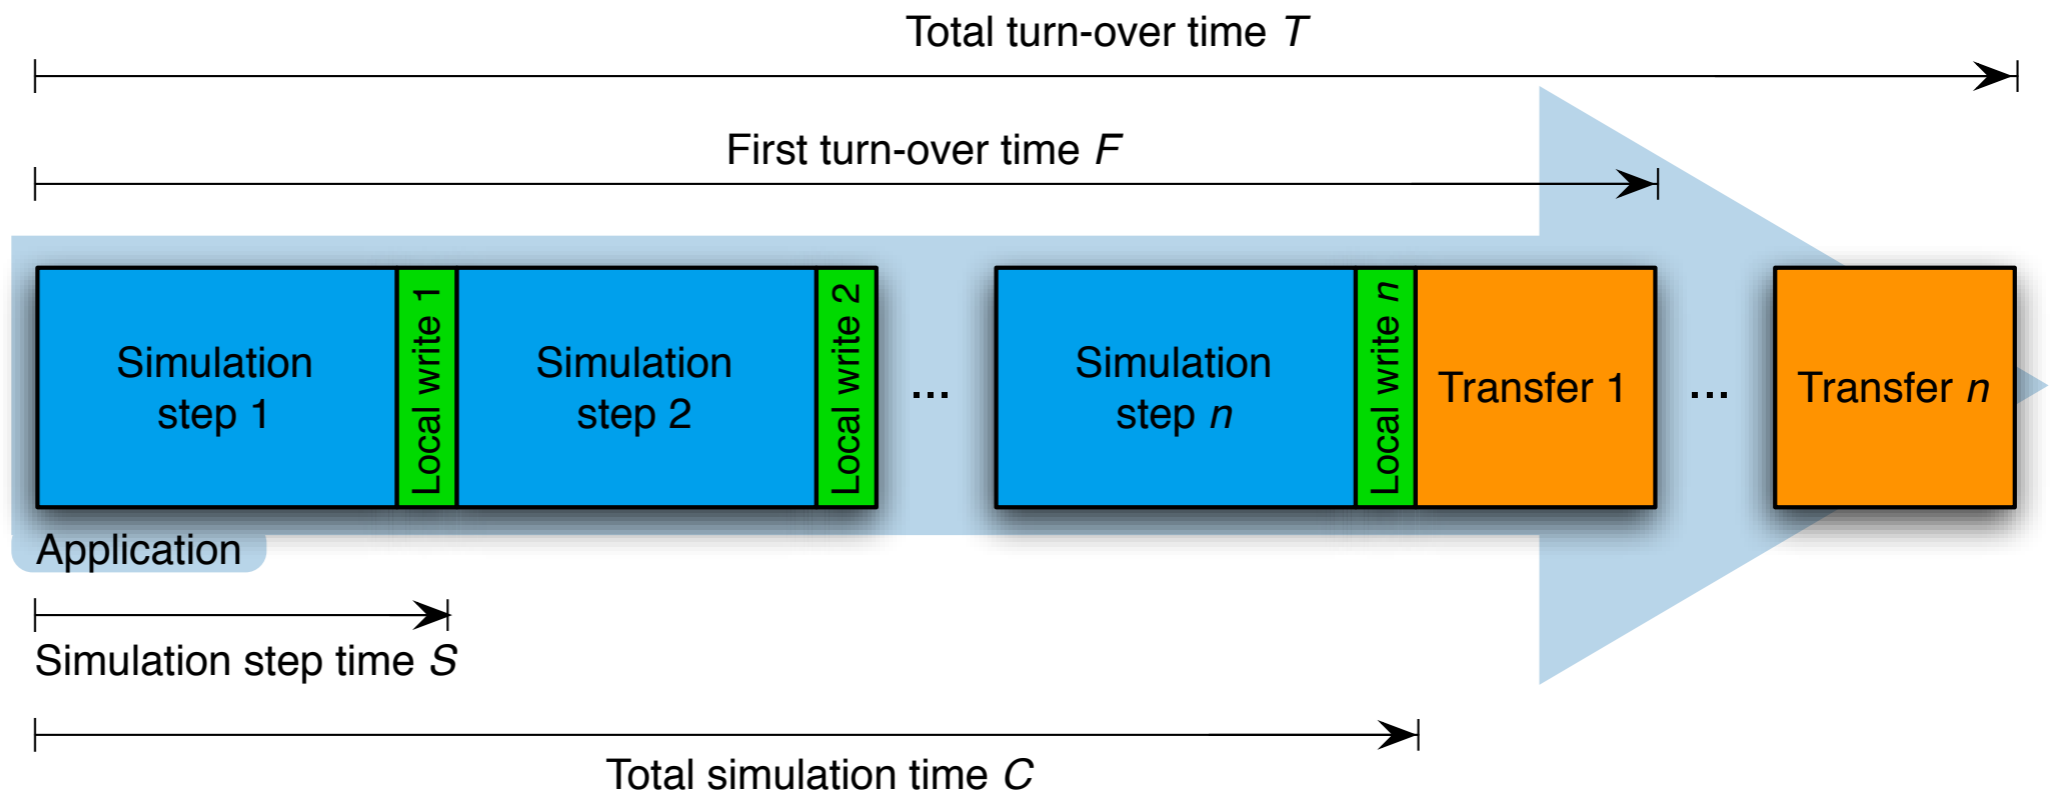 Total turn-over time T
First turn-over time F
Simulation
step 1
Local write 1
Simulation
step 2
Local write 2
...
Simulation
step n
Local write n
Transfer 1
...
Transfer n
Application
Simulation step time S
Total simulation time C